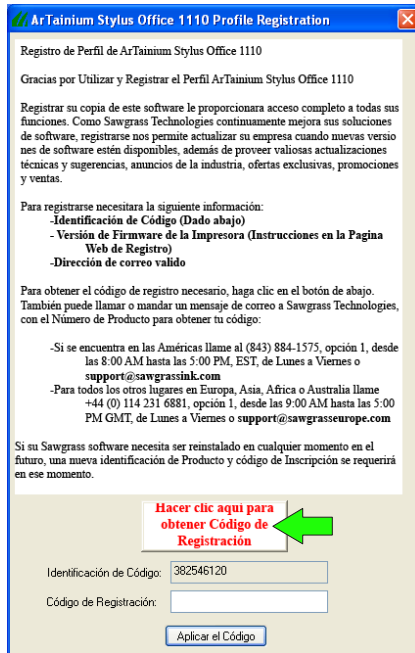 ArTainium Stylus Office 1110 Profile Registration
Registro de Perfil de ArTainium Stylus Office 1110
Gracias por Utilizar y Registrar el Perfil ArTainium Stylus Office 1110
Registrar su copia de este software le proporcionara acceso completo a todas sus
funciones. Como Sawgrass Technologies continuamente mejora sus soluciones
de software, registrarse nos permite actualizar su empresa cuando nuevas versio
nes de software estén disponibles, además de proveer valiosas actualizaciones
técnicas y sugerencias, anuncios de la industria, ofertas exclusivas, promociones
y ventas.
Para registrarse necesitara la siguiente información:
-Identificación de Código (Dado abajo)
- Versión de Firmware de la Impresora (Instrucciones en la Pagina
Web de Registro)
-Dirección de correo valido
Para obtener el código de registro necesario, haga clic en el botón de abajo.
También puede llamar o mandar un mensaje de correo a Sawgrass Technologies,
con el Número de Producto para obtener tu código:
-Si se encuentra en las Américas llame al (843) 884-1575, opción 1, desde
las 8:00 AM hasta las 5:00 PM, EST, de Lunes a Viernes o
support@sawgrassink.com
-Para todos los otros lugares en Europa, Asia, Africa o Australia llame
+44 (0) 114 231 6881, opción 1, desde las 9:00 AM hasta las 5:00
PM GMT, de Lunes a Viernes o support@sawgrasseurope.com
Si su Sawgrass software necesita ser reinstalado en cualquier momento en el
futuro, una nueva identificación de Producto y código de Inscripción se requerirá
en ese momento.
Hacer clic aqui para
obtener Código de
Registración
Identificación de Código: 382546120
Código de Registración:
Aplicar el Código